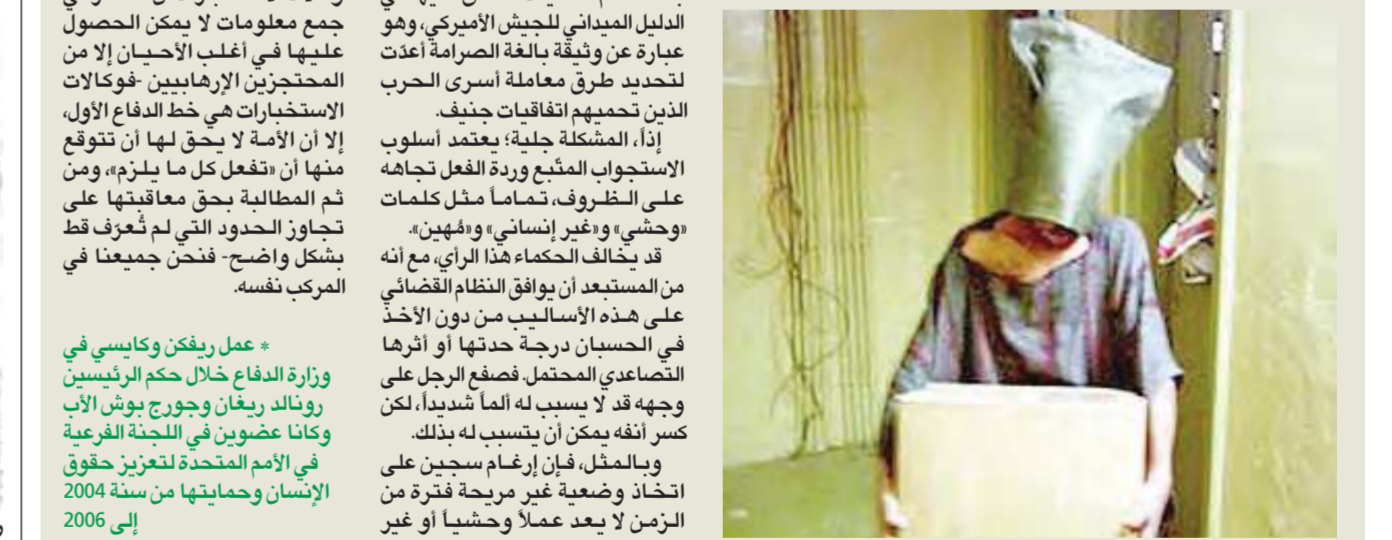 الدليل الميداني للجيش الأميركي، وهو
عبارة عن وثيقة بالغة الصرامة أعدّت
لتحديد طرق معاملة أسرى الحرب
الذين تحميهم اتفاقيات جنيف.
إذاً، المشكلة جلية؛ يعتمد أسلوب
الاستجواب المتّبع وردة الفعل تجاهه
على الظروف، تماماً مثل كلمات
«وحشي» و«غير إنساني» و«مُهين».
قد يخالف الحكماء هذا الرأي، مع أنه
من المستبعد أن يوافق النظام القضائي
على هذه الأساليب من دون الأخذ
في الحسبان درجة حدتها أو أثرها
التصاعدي المحتمل. فصفع الرجل على
وجهه قد لا يسبب له ألماً شديداً، لكن
كسر أنفه يمكن أن يتسبب له بذلك.
وبالمثل، فإن إرغام سجين على
اتخاذ وضعية غير مريحة فترة من
الزمن لا يعد عملاً وحشياً أو غير
جمع معلومات لا يمكن الحصول
عليها في أغلب الأحيان إلا من
المحتجزين الإرهابيين -فوكالات
الاستخبارات هي خط الدفاع الأول،
إلا أن الأمة لا يحق لها أن تتوقع
منها أن «تفعل كل ما يلزم»، ومن
ثم المطالبة بحق معاقبتها على
تجاوز الحدود التي لم تُعرّف قط
بشكل واضح- فنحن جميعنا في
المركب نفسه.
* عمل ريفكن وكايسي في
وزارة الدفاع خلال حكم الرئيسين
رونالد ريغان وجورج بوش الأب
وكانا عضوين في اللجنة الفرعية
في الأمم المتحدة لتعزيز حقوق
الإنسان وحمايتها من سنة 2004
إلى 2006